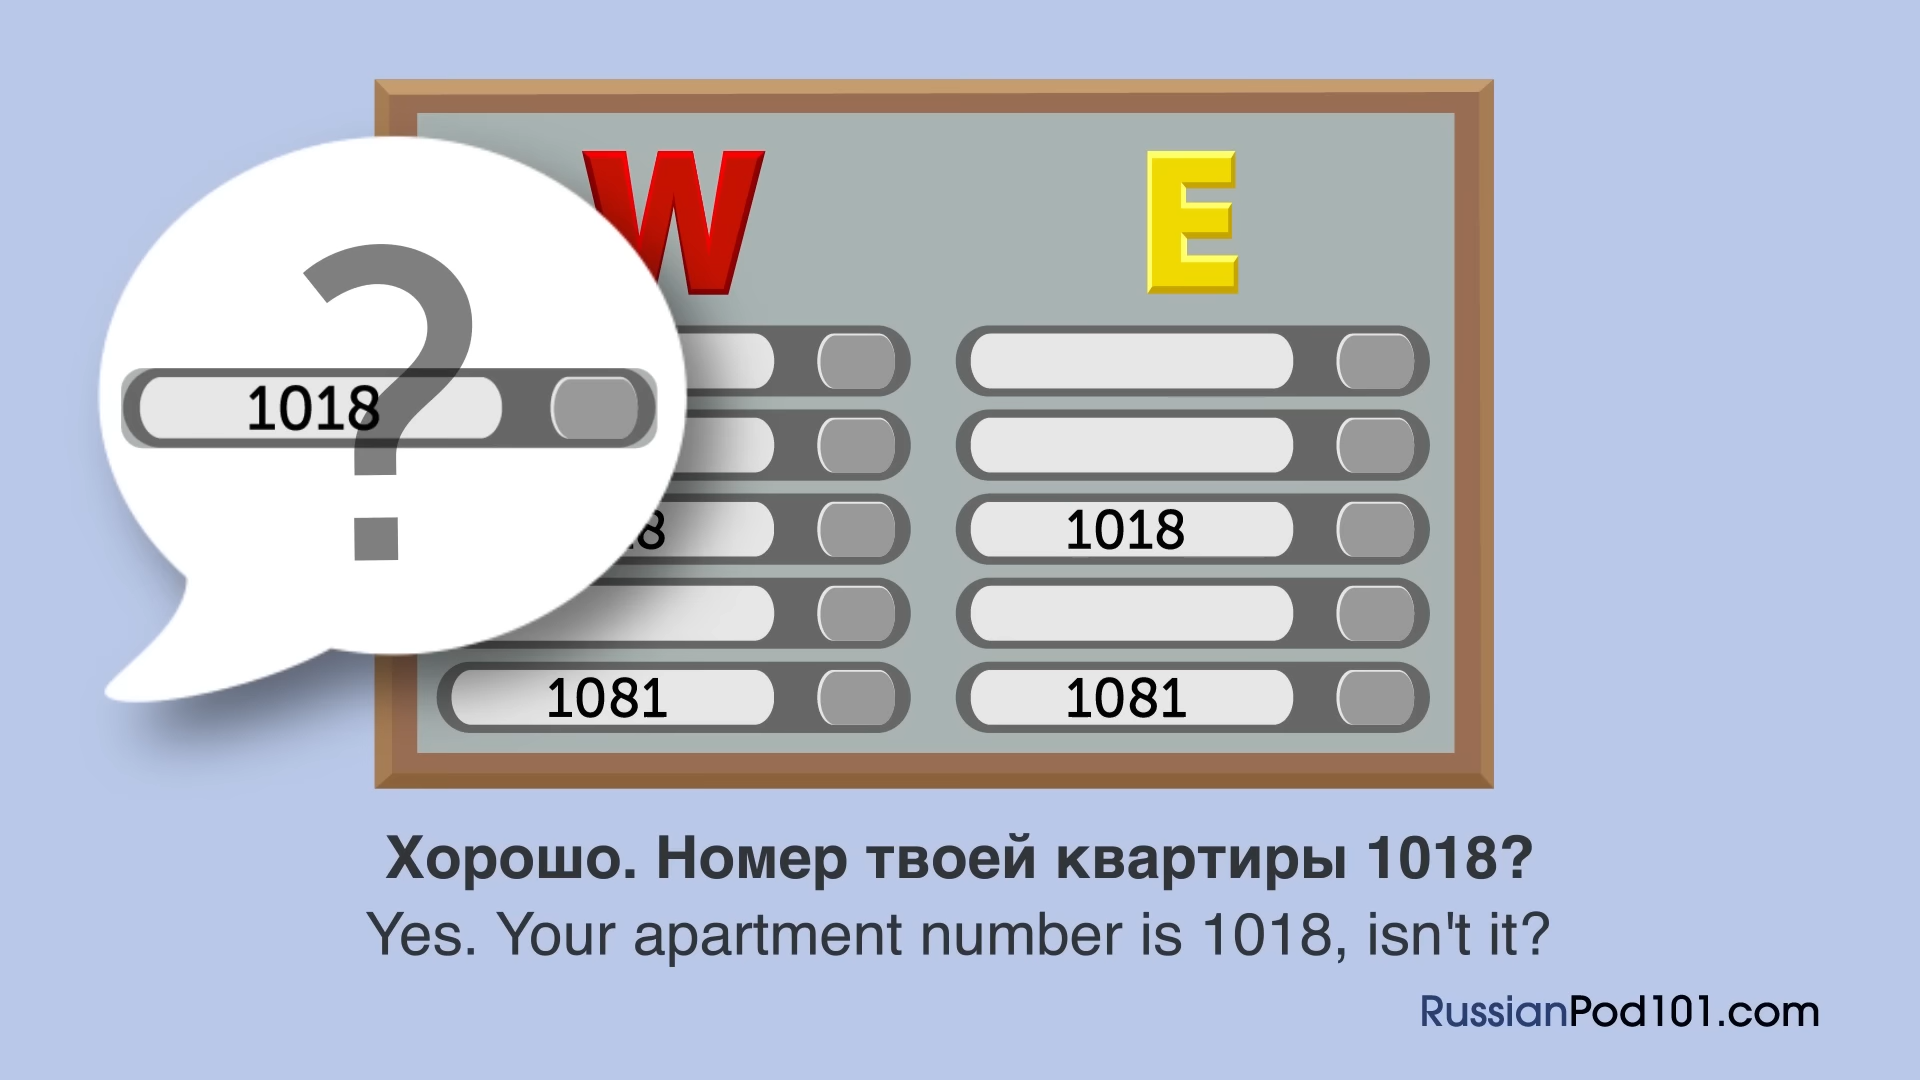 W E
?
1018
1018
1081 1081
Хорошо. Номер твоей квартиры 1018?
Yes. Your apartment number is 1018, isn't it?
RussianPod101.com